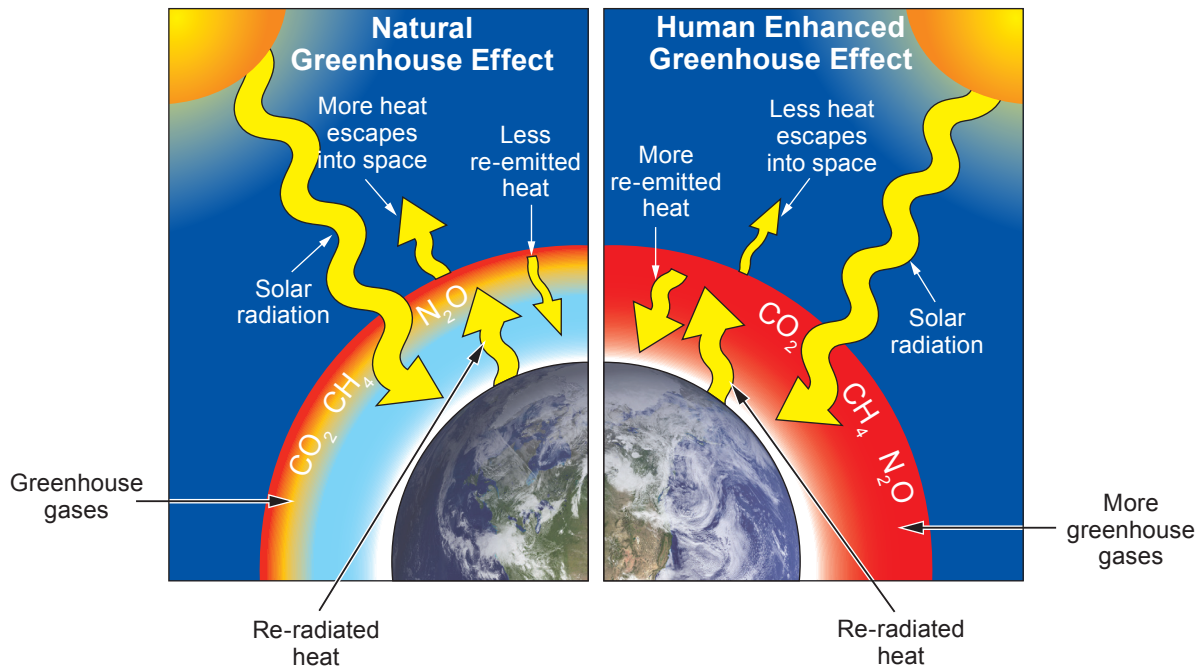 Natural
Greenhouse Effect
More heat
escapes
into space
Less
re-emitted
heat
Solar
radiation
N₂O
CH₄
CO₂
Greenhouse
gases
Re-radiated
heat
Human Enhanced
Greenhouse Effect
Less heat
escapes
into space
More
re-emitted
heat
Solar
radiation
CO₂
CH₄
N₂O
More
greenhouse
gases
Re-radiated
heat